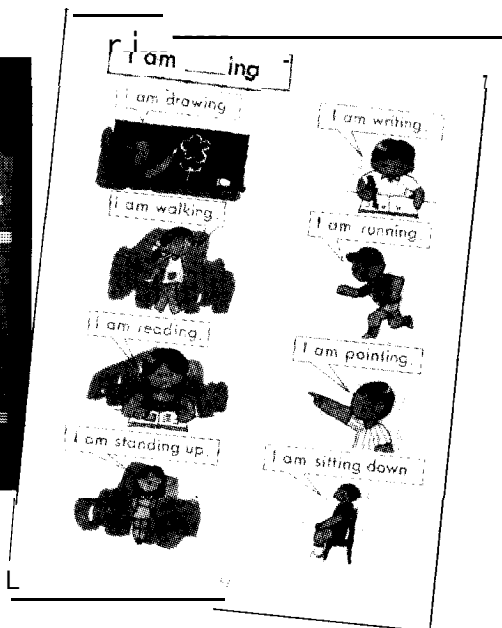 I am ___ing
I am drawing.
I am writing.
I am walking.
I am running.
I am reading.
I am pointing.
I am standing up.
I am sitting down